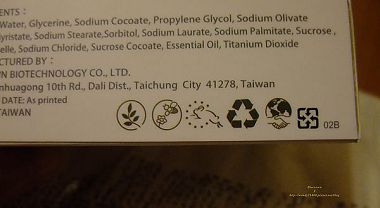 NTS :
Water, Glycerine, Sodium Cocoate, Propylene Glycol, Sodium Olivate
yristate, Sodium Stearate,Sorbitol, Sodium Laurate, Sodium Palmitate, Sucrose ,
elle, Sodium Chloride, Sucrose Cocoate, Essential Oil, Titanium Dioxide
CTURED BY :
N BIOTECHNOLOGY CO., LTD.
nhuagong 10th Rd., Dali Dist., Taichung City 41278, Taiwan
DATE: As printed
TAIWAN
02B